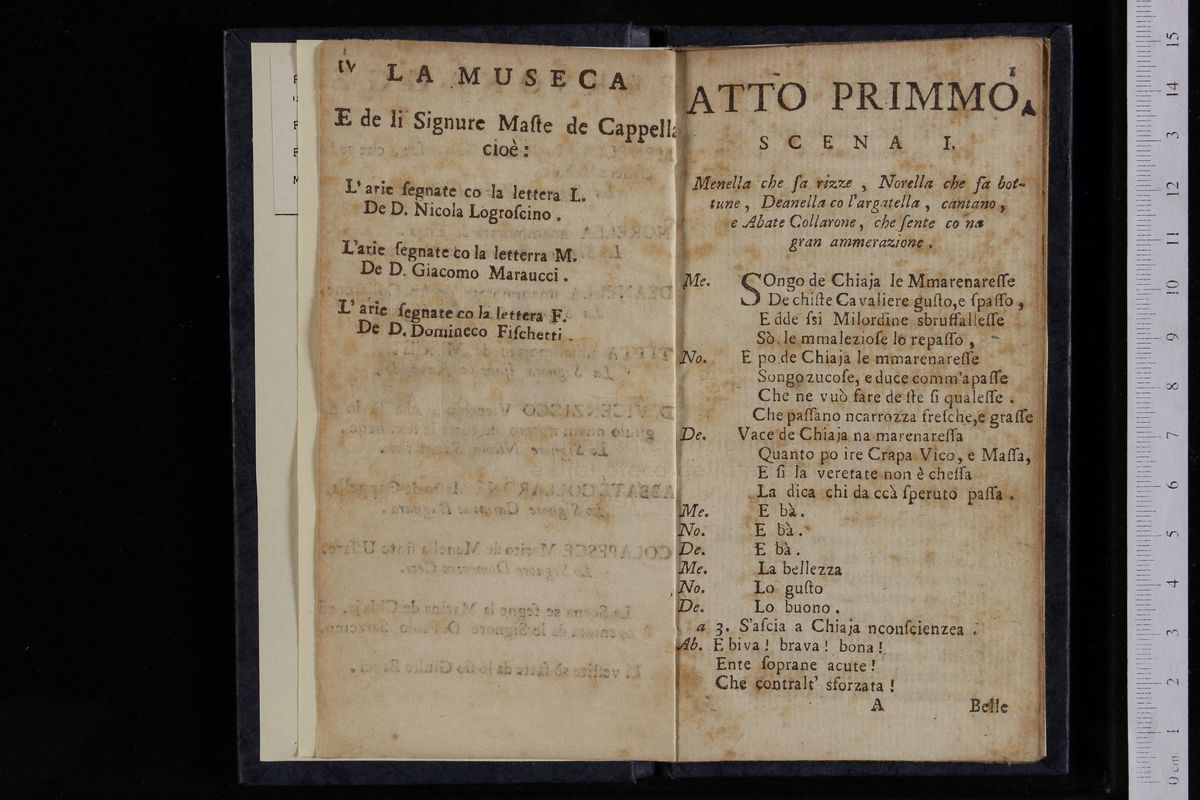 iv LA MUSECA
E de li Signure Maſte de Cappella
cioè:
L'arie ſegnate co la lettera L.
De D. Nicola Logroſcino.
L'arie ſegnate co la letterra M.
De D. Giacomo Maraucci.
L'arie ſegnate co la lettera F.
De D. Domineco Fiſchetti.
1
ATTO PRIMMO.
SCENA I.
Menella che fa rizze, Norella che fa bot-
tune, Deanella co l'argatella, cantano,
e Abate Collarone, che ſente co na
gran ammerazione.
Me. SOngo de Chiaja le Mmarenareſſe
De chiſte Cavaliere guſto, e ſpaſſo,
E dde ſsi Milordine sbruffalleſſe
Sò le mmalezioſe lo repaſſo,
No. E po de Chiaja le mmarenareſſe
Songo zucoſe, e duce comm'apaſſe
Che ne vuò fare de ſte ſi qualeſſe.
Che paſſano ncarrozza freſche, e graſſe
De. Vace de Chiaja na marenareſſa
Quanto po ire Crapa Vico, e Maſſa,
E ſi la veretate non è cheſſa
La dica chi da ccà ſperuto paſſa.
Me. E bà.
No. E bà.
De. E bà.
Me. La bellezza
No. Lo guſto
De. Lo buono.
a 3. S'aſcia a Chiaja nconſcienzea.
Ab. E biva! brava! bona!
Ente ſoprane acute!
Che contralt' sforzata!
A Belle